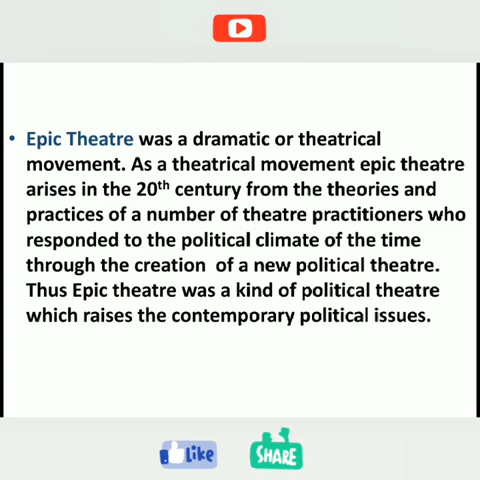 • Epic Theatre was a dramatic or theatrical
movement. As a theatrical movement epic theatre
arises in the 20th century from the theories and
practices of a number of theatre practitioners who
responded to the political climate of the time
through the creation of a new political theatre.
Thus Epic theatre was a kind of political theatre
which raises the contemporary political issues.
Like SHARE